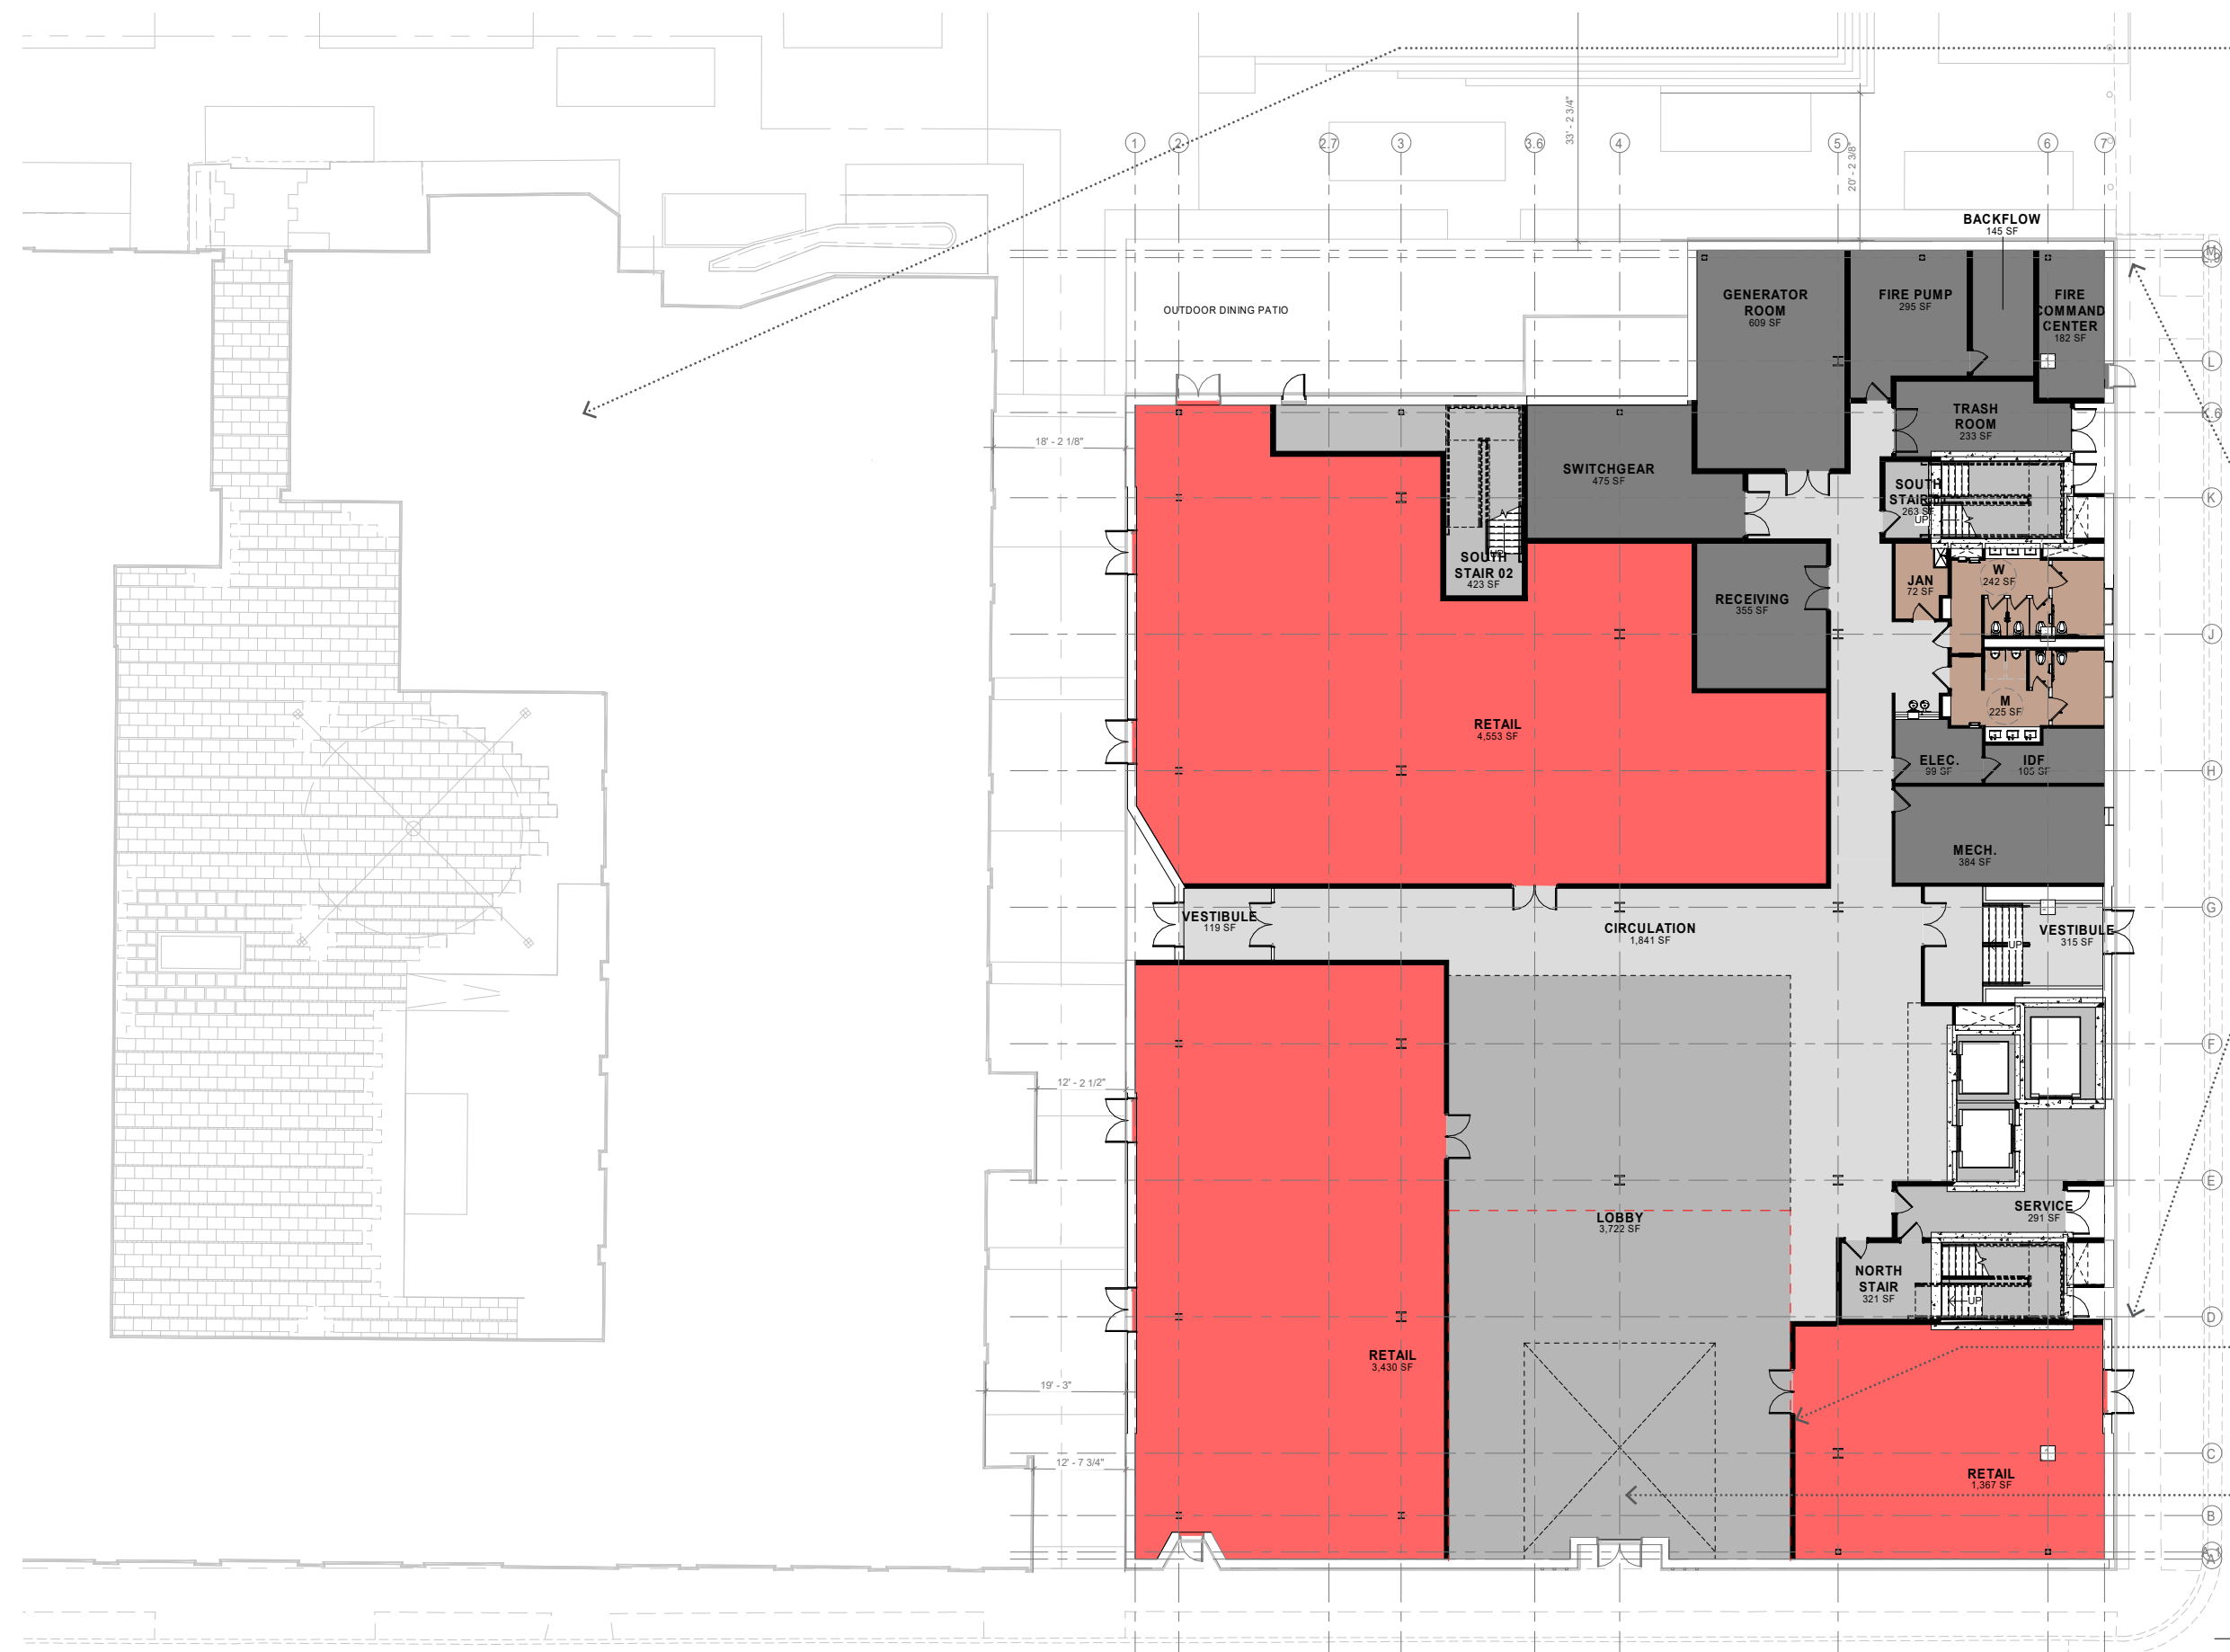 33' - 2 3/4"
20' - 2 3/8"
1
2
2.7
3
3.6
4
5
6
7
BACKFLOW
145 SF
M
OUTDOOR DINING PATIO
GENERATOR
ROOM
609 SF
FIRE PUMP
295 SF
FIRE
COMMAND
CENTER
182 SF
L
TRASH
ROOM
233 SF
K.6
18' - 2 1/8"
SWITCHGEAR
475 SF
SOUTH
STAIR
263 SF
UP
K
SOUTH
STAIR 02
423 SF
UP
RECEIVING
355 SF
JAN
72 SF
W
242 SF
J
M
225 SF
RETAIL
4,553 SF
ELEC.
99 SF
IDF
105 SF
H
MECH.
384 SF
VESTIBULE
119 SF
CIRCULATION
1,841 SF
VESTIBULE
315 SF
UP
G
F
12' - 2 1/2"
E
SERVICE
291 SF
LOBBY
3,722 SF
NORTH
STAIR
321 SF
UP
D
RETAIL
3,430 SF
19' - 3"
12' - 7 3/4"
RETAIL
1,367 SF
C
B
A